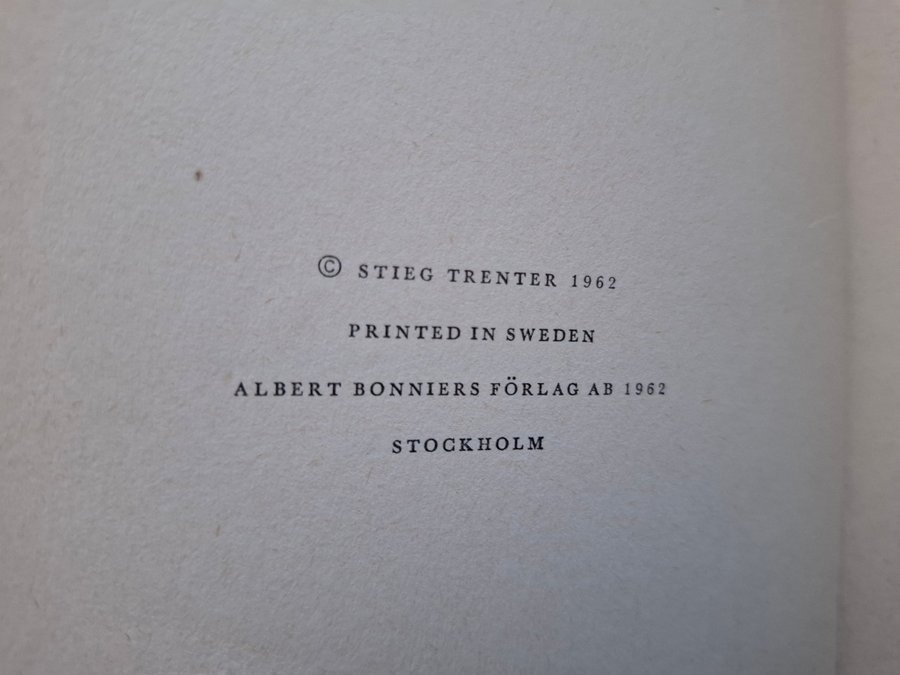 © STIEG TRENTER 1962
PRINTED IN SWEDEN
ALBERT BONNIERS FÖRLAG AB 1962
STOCKHOLM